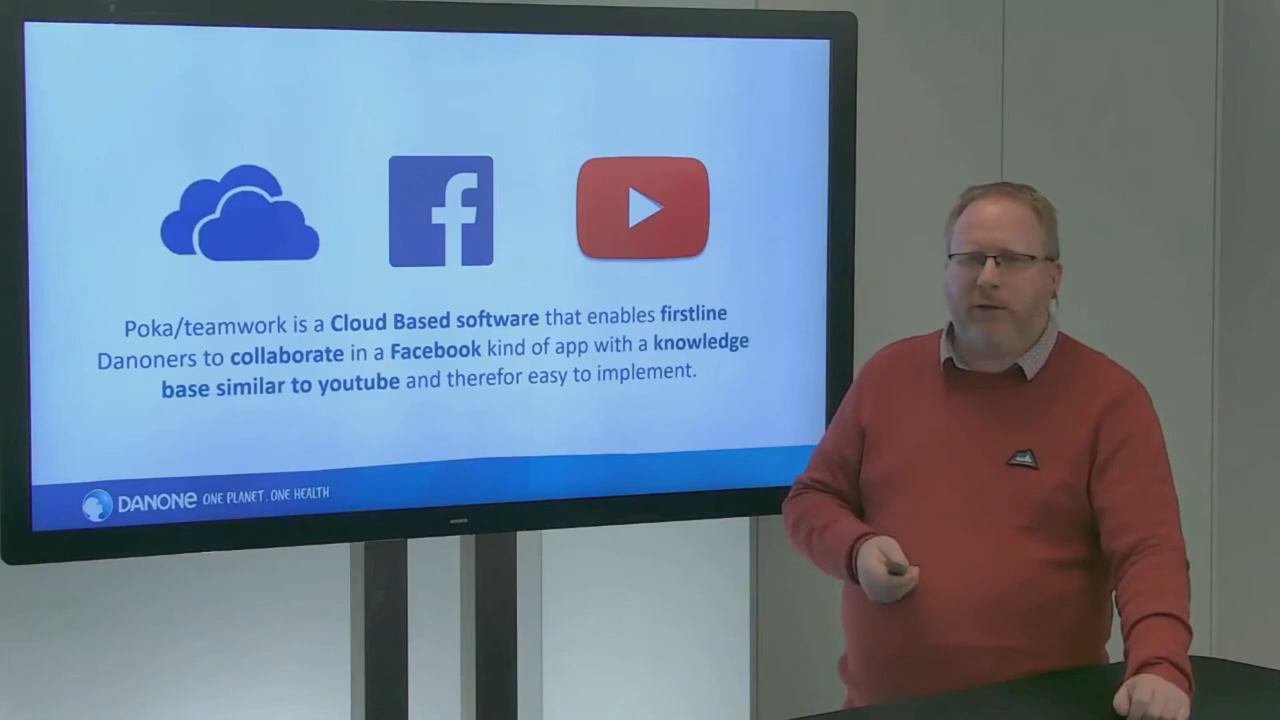 Poka/teamwork is a Cloud Based software that enables firstline
Danoners to collaborate in a Facebook kind of app with a knowledge
base similar to youtube and therefor easy to implement.
DANONE ONE PLANET. ONE HEALTH